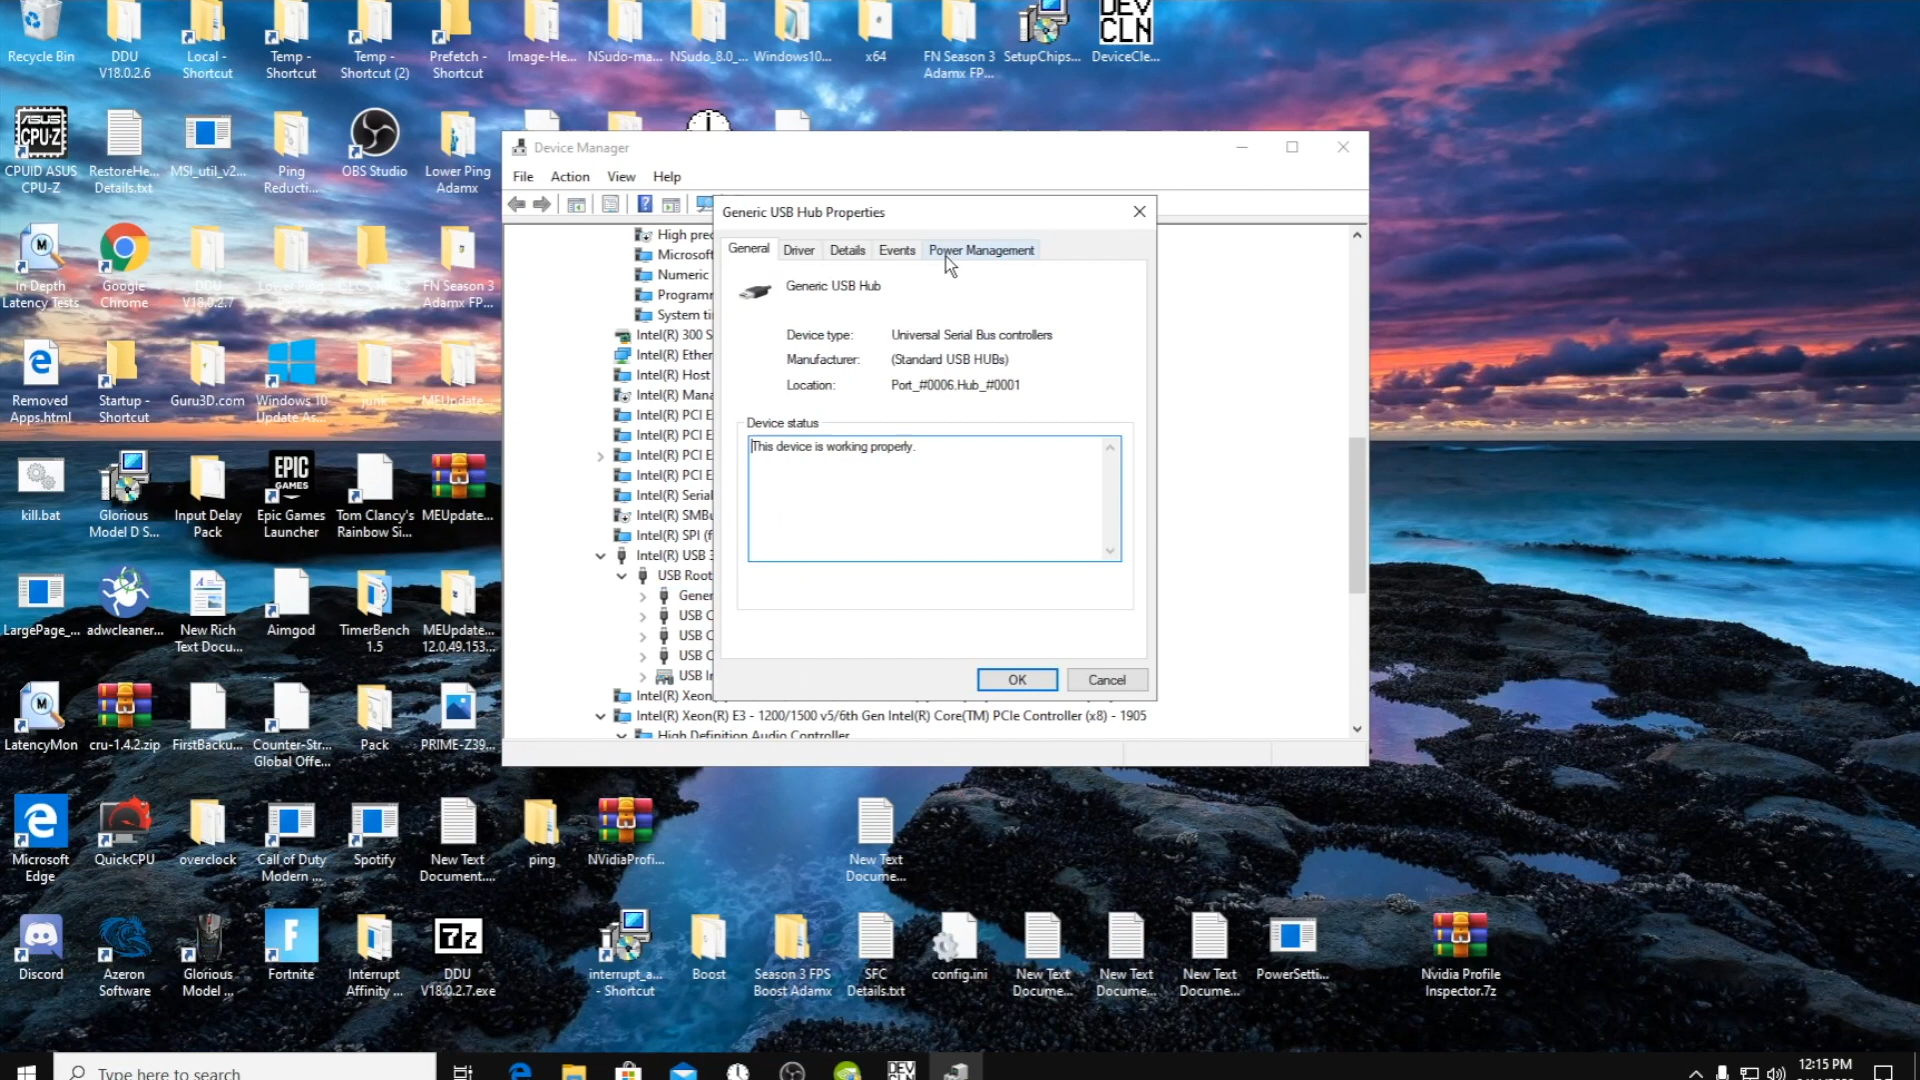 Recycle Bin
DDU
V18.0.2.6
Local -
Shortcut
Temp -
Shortcut
Temp -
Shortcut (2)
Prefetch -
Shortcut
Image-He...
NSudo-ma...
NSudo_8.0_...
Windows10...
x64
FN Season 3
Adamx FP...
SetupChips...
DEV
CLN
DeviceCle...
ASUS
CPU-Z
CPUID ASUS
CPU-Z
RestoreHe...
Details.txt
MSI_util_v2...
Ping
Reducti...
OBS Studio
Lower Ping
Adamx
In Depth
Latency Tests
Google
Chrome
DDU
V18.0.2.7
FN Season 3
Adamx FP...
Removed
Apps.html
Startup -
Shortcut
Guru3D.com
Windows 10
Update As...
junk
MEUpdate...
kill.bat
Glorious
Model D S...
Input Delay
Pack
EPIC
GAMES
Epic Games
Launcher
Tom Clancy's
Rainbow Si...
MEUpdate...
LargePage_...
adwcleaner...
New Rich
Text Docu...
Aimgod
TimerBench
1.5
MEUpdate...
12.0.49.153...
LatencyMon
cru-1.4.2.zip
FirstBacku...
Counter-Str...
Global Offe...
Pack
PRIME-Z39...
Microsoft
Edge
QuickCPU
overclock
Call of Duty
Modern ...
Spotify
New Text
Document....
ping
NVidiaProfi...
New Text
Docume...
Discord
Azeron
Software
Glorious
Model ...
Fortnite
Interrupt
Affinity ...
7z
DDU
V18.0.2.7.exe
interrupt_a...
- Shortcut
Boost
Season 3 FPS
Boost Adamx
SFC
Details.txt
config.ini
New Text
Docume...
New Text
Docume...
New Text
Docume...
PowerSetti...
Nvidia Profile
Inspector.7z
Device Manager
File Action View Help
High prec
Microsoft
Numeric
Programm
System ti
Intel(R) 300 S
Intel(R) Ether
Intel(R) Host
Intel(R) Mana
Intel(R) PCI E
Intel(R) PCI E
Intel(R) PCI E
Intel(R) PCI E
Intel(R) Serial
Intel(R) SMBu
Intel(R) SPI (f
Intel(R) USB 3
USB Root
Gener
USB C
USB C
USB C
USB In
Intel(R) Xeon
Intel(R) Xeon(R) E3 - 1200/1500 v5/6th Gen Intel(R) Core(TM) PCIe Controller (x8) - 1905
High Definition Audio Controller
Generic USB Hub Properties
General Driver Details Events Power Management
Generic USB Hub
Device type: Universal Serial Bus controllers
Manufacturer: (Standard USB HUBs)
Location: Port_#0006.Hub_#0001
Device status
This device is working properly.
OK Cancel
Type here to search
DEV
CLN
12:15 PM